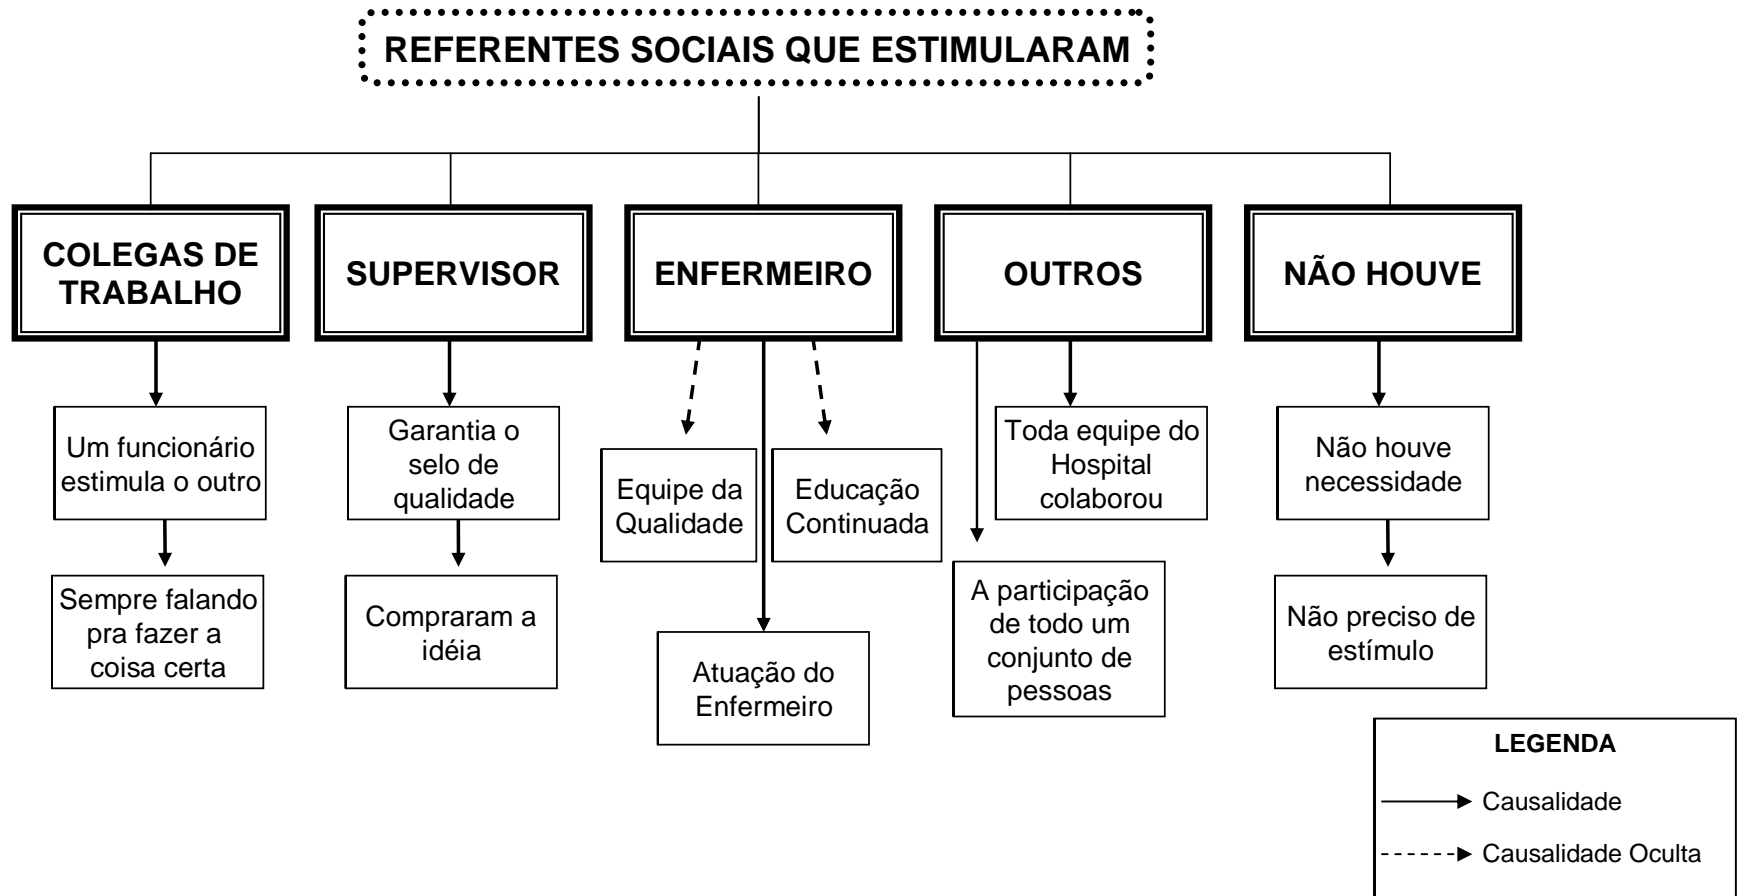 REFERENTES SOCIAIS QUE ESTIMULARAM
COLEGAS DE
TRABALHO
SUPERVISOR
ENFERMEIRO
OUTROS
NÃO HOUVE
Um funcionário
estimula o outro
Sempre falando
pra fazer a
coisa certa
Garantia o
selo de
qualidade
Compraram a
idéia
Equipe da
Qualidade
Educação
Continuada
Atuação do
Enfermeiro
Toda equipe do
Hospital
colaborou
A participação
de todo um
conjunto de
pessoas
Não houve
necessidade
Não preciso de
estímulo
LEGENDA
Causalidade
Causalidade Oculta